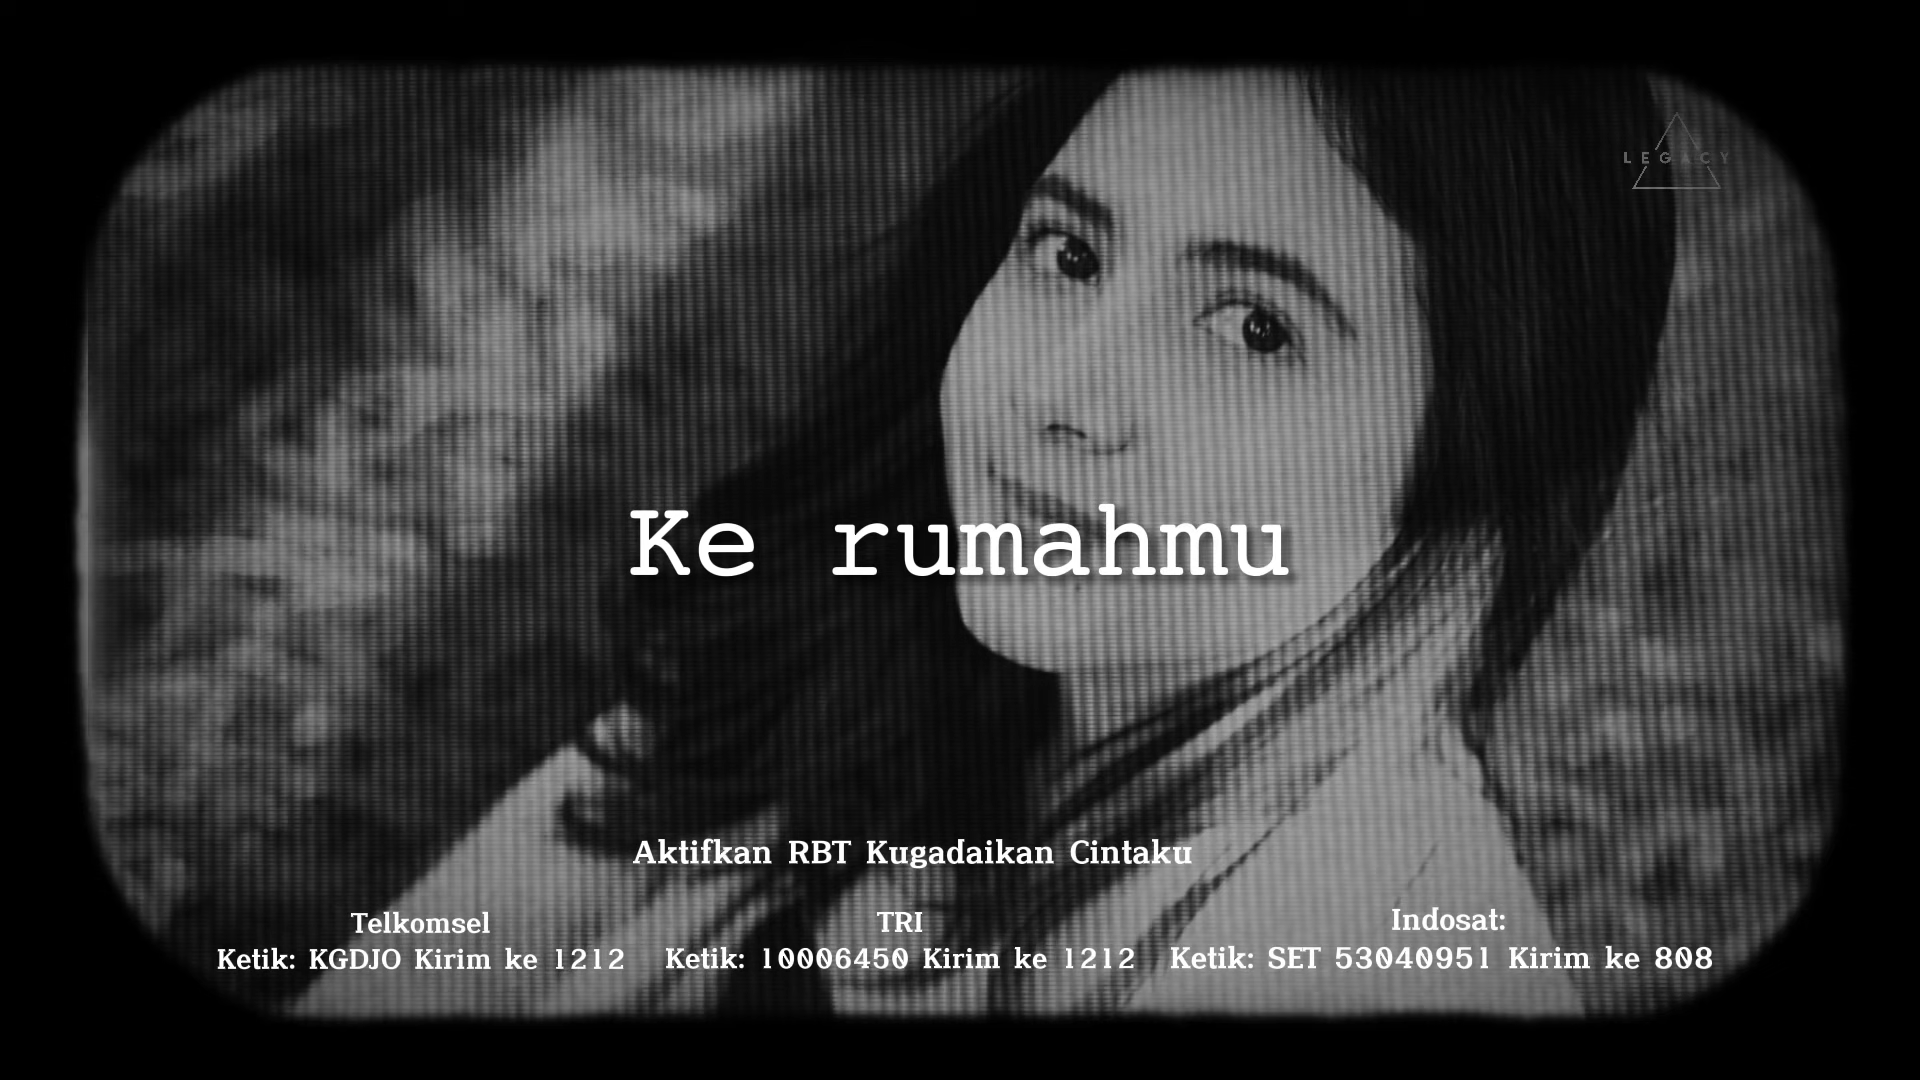 LEGACY
Ke rumahmu
Aktifkan RBT Kugadaikan Cintaku
Telkomsel
Ketik: KGDJO Kirim ke 1212
TRI
Ketik: 10006450 Kirim ke 1212
Indosat:
Ketik: SET 53040951 Kirim ke 808